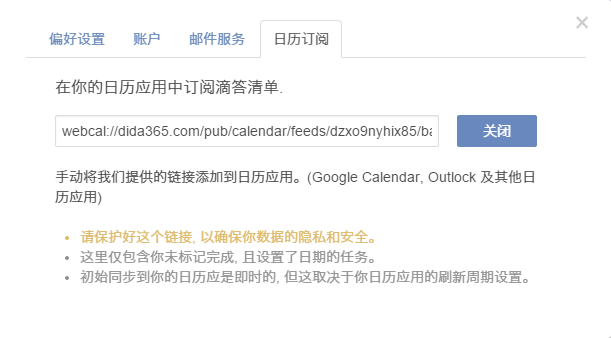 ×
偏好设置 账户 邮件服务 日历订阅
在你的日历应用中订阅滴答清单.
webcal://dida365.com/pub/calendar/feeds/dzxo9nyhix85/ba 关闭
手动将我们提供的链接添加到日历应用。(Google Calendar, Outlock 及其他日
历应用)
• 请保护好这个链接, 以确保你数据的隐私和安全。
• 这里仅包含你未标记完成, 且设置了日期的任务。
• 初始同步到你的日历应是即时的, 但这取决于你日历应用的刷新周期设置。